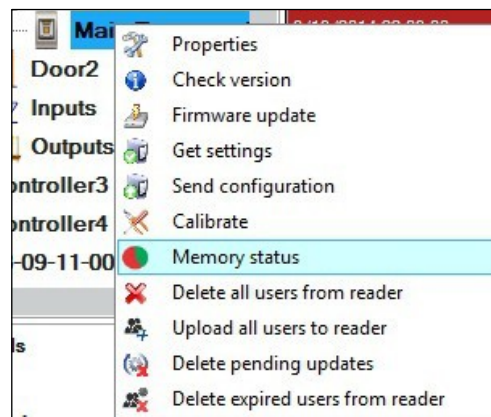 Mai
Properties
Door2
Check version
Inputs
Firmware update
Outputs
Get settings
ontroller3
Send configuration
ontroller4
Calibrate
-09-11-00
Memory status
Delete all users from reader
Upload all users to reader
Delete pending updates
Delete expired users from reader